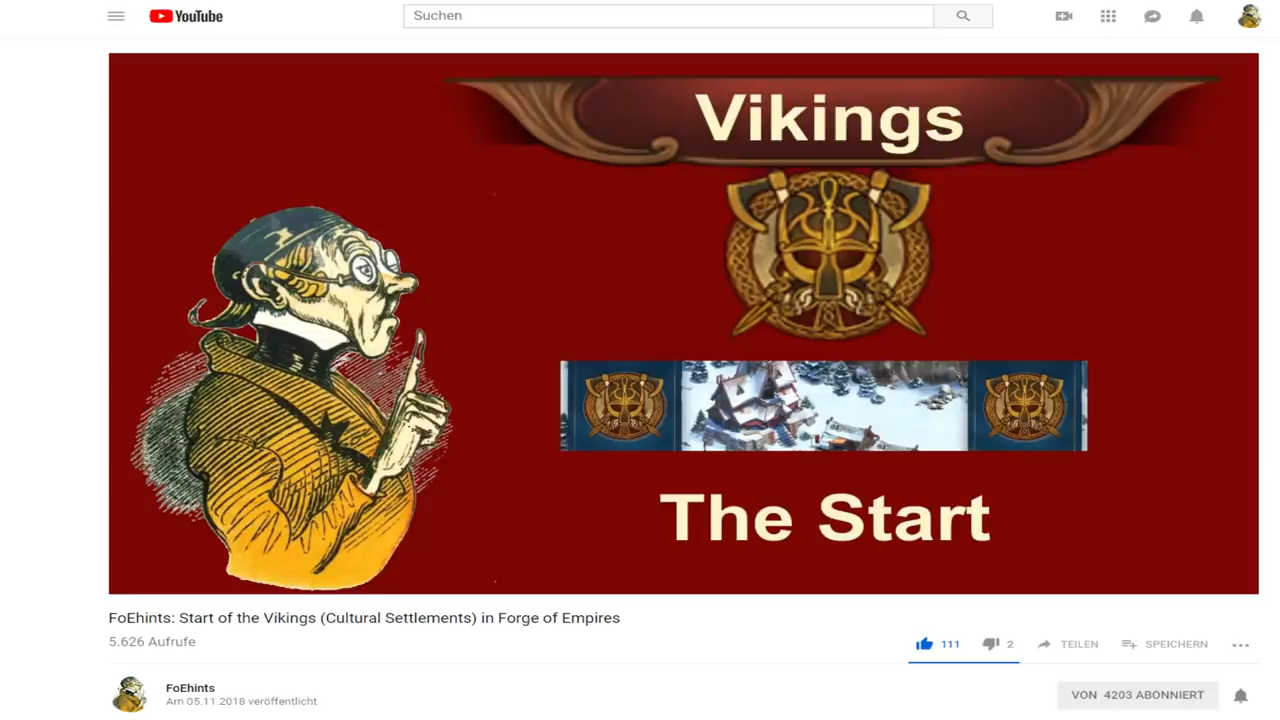 YouTube
Suchen
Vikings
The Start
FoEhints: Start of the Vikings (Cultural Settlements) in Forge of Empires
5.626 Aufrufe
111 2 TEILEN SPEICHERN
FoEhints
Am 05.11.2018 veröffentlicht
VON 4203 ABONNIERT